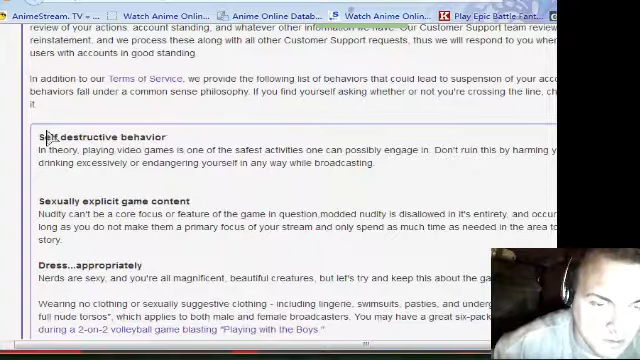 AnimeStream. TV + ...
Watch Anime Onlin...
Anime Online Datab...
Watch Anime Onlin...
Play Epic Battle Fant...
review of your actions, account standing, and whatever other information we have. Our Customer Support team review
reinstatement, and we process these along with all other Customer Support requests, thus we will respond to you wher
users with accounts in good standing.
In addition to our Terms of Service, we provide the following list of behaviors that could lead to suspension of your acco
behaviors fall under a common sense philosophy. If you find yourself asking whether or not you're crossing the line, ch
it.
Self destructive behavior
In theory, playing video games is one of the safest activities one can possibly engage in. Don't ruin this by harming y
drinking excessively or endangering yourself in any way while broadcasting.
Sexually explicit game content
Nudity can't be a core focus or feature of the game in question,modded nudity is disallowed in it's entirety, and occur
long as you do not make them a primary focus of your stream and only spend as much time as needed in the area to
story.
Dress...appropriately
Nerds are sexy, and you're all magnificent, beautiful creatures, but let's try and keep this about the ga
Wearing no clothing or sexually suggestive clothing - including lingerie, swimsuits, pasties, and underg
full nude torsos", which applies to both male and female broadcasters. You may have a great six-pack
during a 2-on-2 volleyball game blasting "Playing with the Boys."